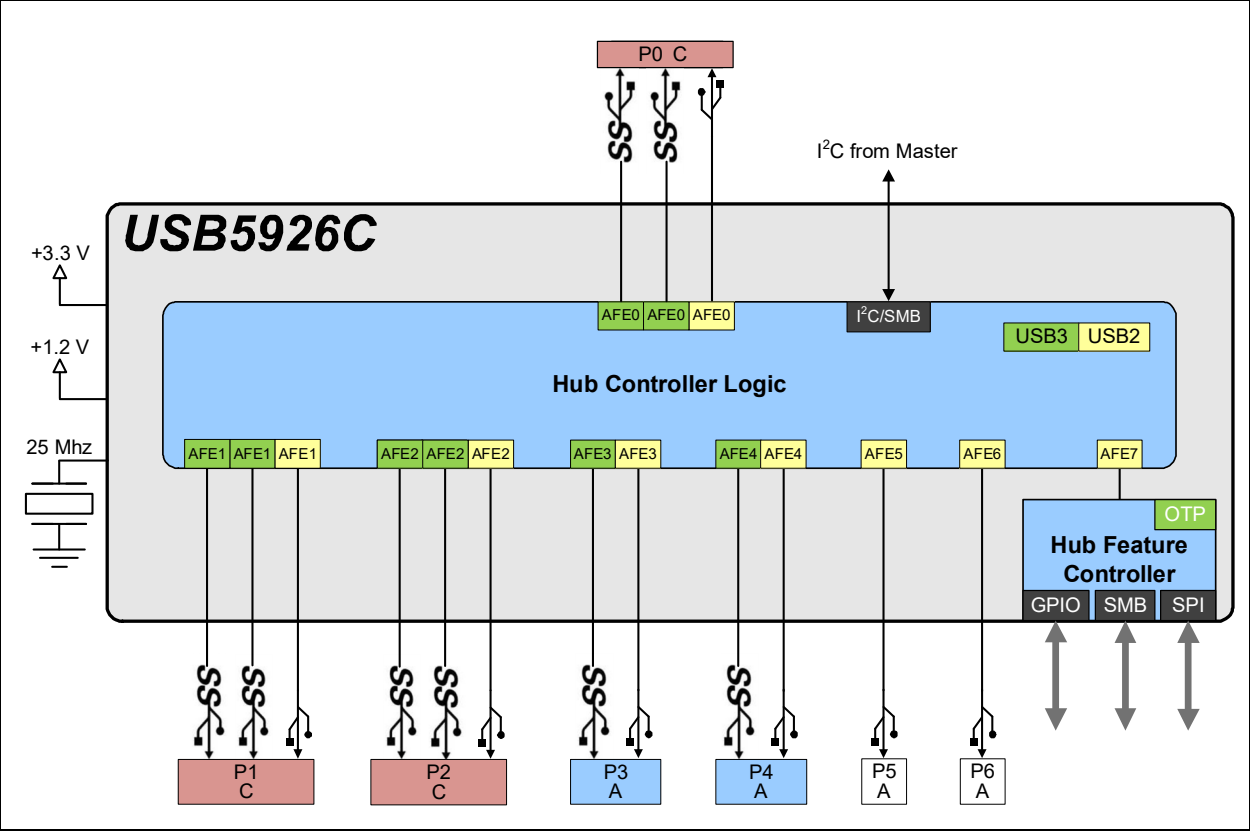 P0 C
SS SS
I²C from Master
USB5926C
+3.3 V
AFE0 AFE0 AFE0 I²C/SMB
USB3 USB2
+1.2 V
Hub Controller Logic
25 Mhz
AFE1 AFE1 AFE1 AFE2 AFE2 AFE2 AFE3 AFE3 AFE4 AFE4 AFE5 AFE6 AFE7
OTP
Hub Feature
Controller
GPIO SMB SPI
SS SS SS SS SS SS
P1
C
P2
C
P3
A
P4
A
P5
A
P6
A